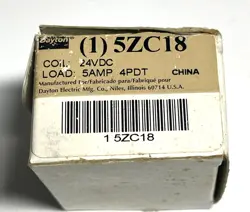 Dayton
(1) 5ZC18
COIL: 24VDC
LOAD: 5AMP 4PDT CHINA
Manufactured for/Fabricado para/Fabriqué pour
Dayton Electric Mfg. Co., Niles, Illinois 60714 U.S.A.
1 5ZC18